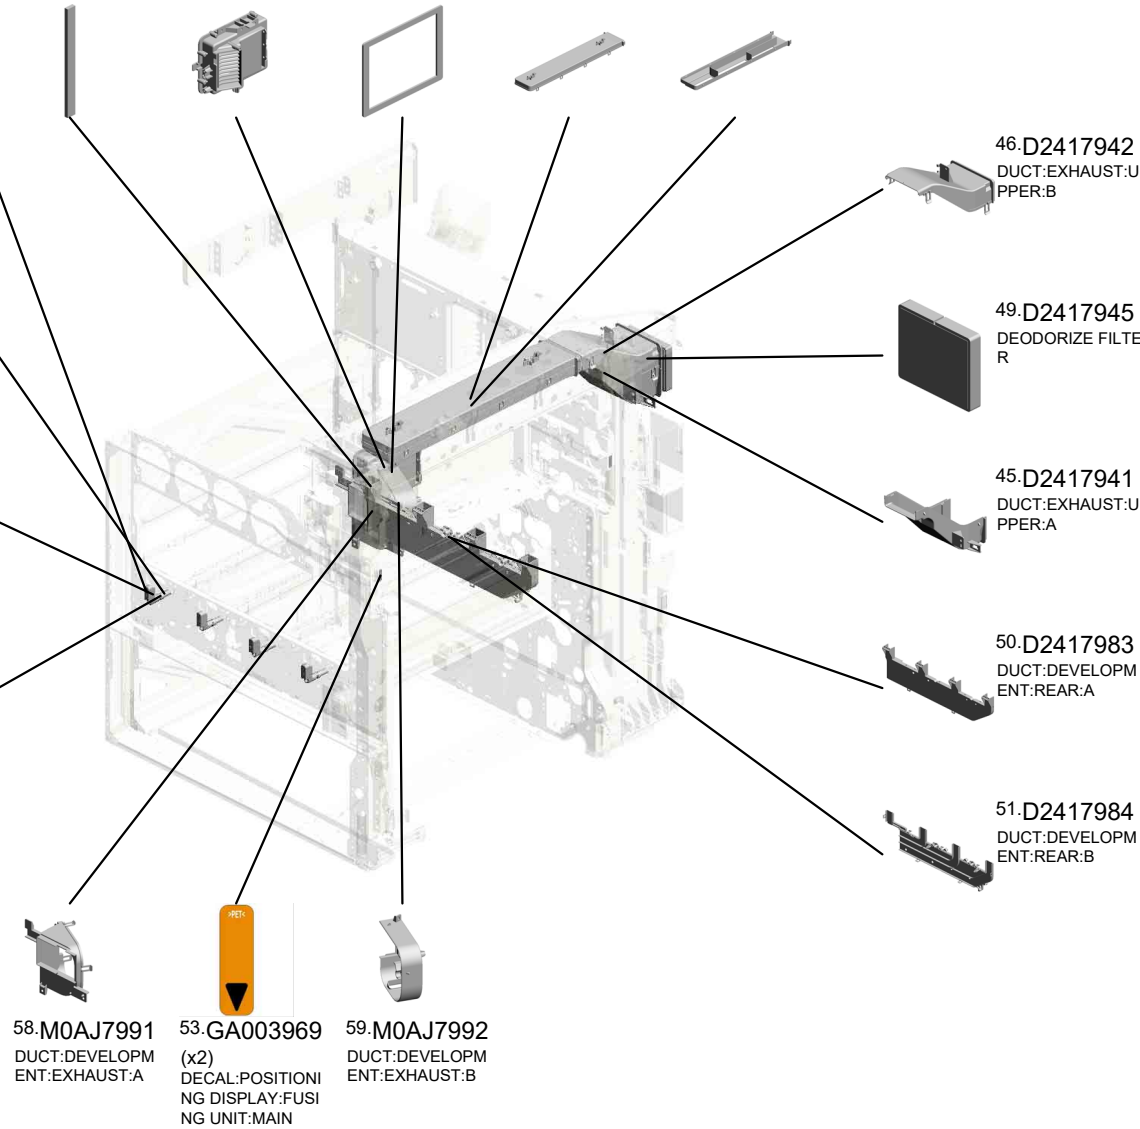 46.D2417942
DUCT:EXHAUST:U
PPER:B
49.D2417945
DEODORIZE FILTE
R
45.D2417941
DUCT:EXHAUST:U
PPER:A
50.D2417983
DUCT:DEVELOPM
ENT:REAR:A
51.D2417984
DUCT:DEVELOPM
ENT:REAR:B
>PET<
58.M0AJ7991
DUCT:DEVELOPM
ENT:EXHAUST:A
53.GA003969
(x2)
DECAL:POSITIONI
NG DISPLAY:FUSI
NG UNIT:MAIN
59.M0AJ7992
DUCT:DEVELOPM
ENT:EXHAUST:B